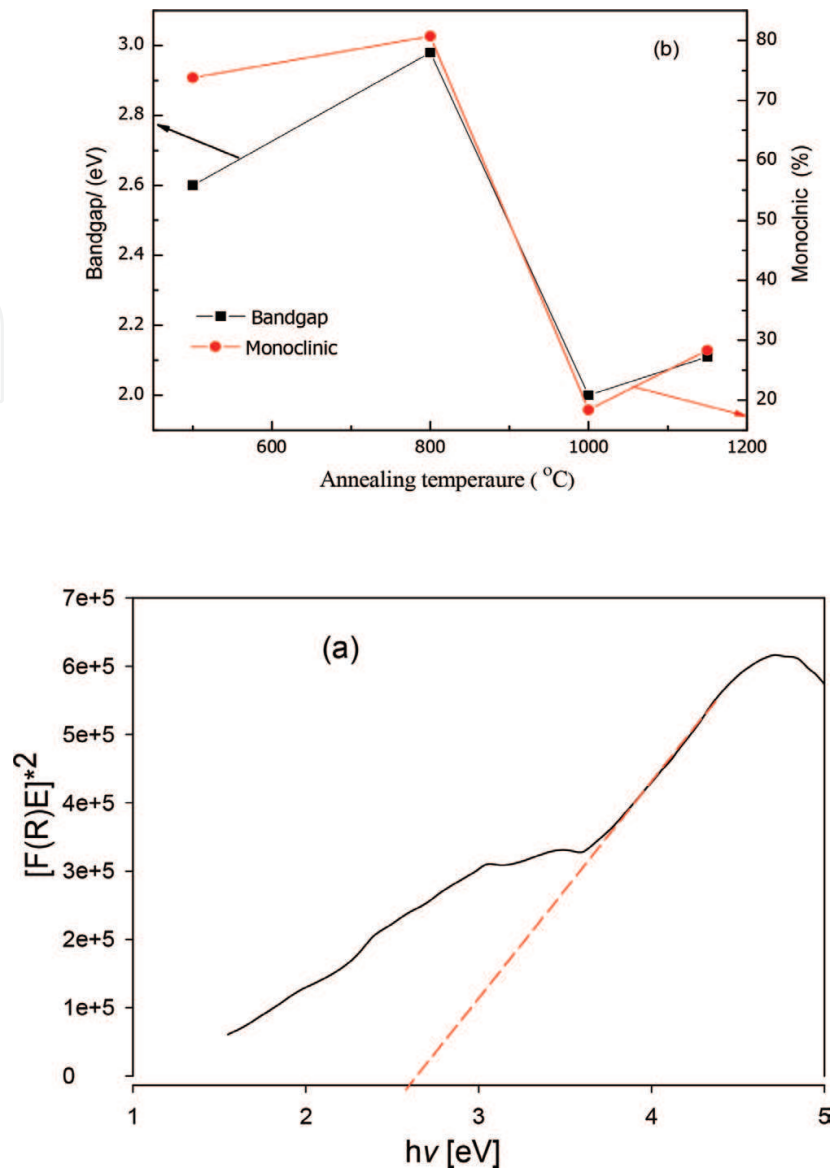 (b)
3.0
2.8
2.6
2.4
2.2
2.0
Bandgap/ (eV)
80
70
60
50
40
30
20
Monoclnic (%)
Bandgap
Monoclinic
600 800 1000 1200
Annealing temperaure ( °C)
(a)
7e+5
6e+5
5e+5
4e+5
3e+5
2e+5
1e+5
0
[F(R)E]*2
1 2 3 4 5
hν [eV]